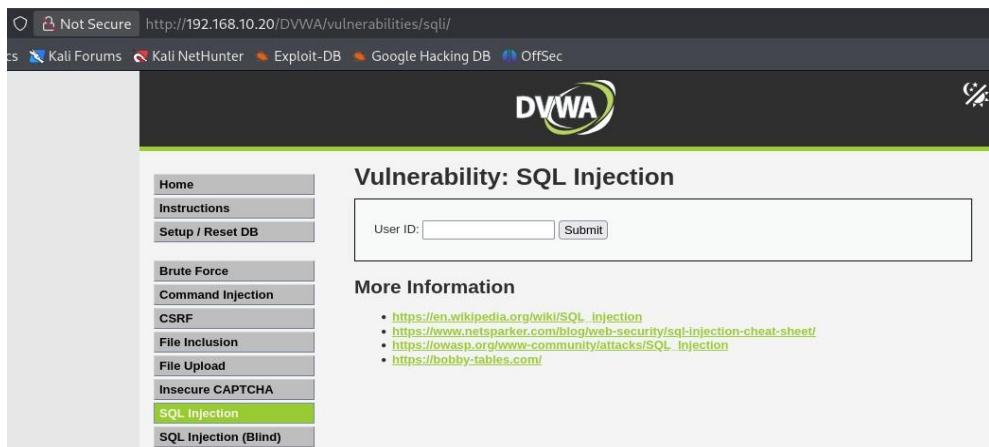 Not Secure http://192.168.10.20/DVWA/vulnerabilities/sqli/
cs Kali Forums Kali NetHunter Exploit-DB Google Hacking DB OffSec
DVWA
Home
Instructions
Setup / Reset DB
Brute Force
Command Injection
CSRF
File Inclusion
File Upload
Insecure CAPTCHA
SQL Injection
SQL Injection (Blind)
Vulnerability: SQL Injection
User ID: Submit
More Information
https://en.wikipedia.org/wiki/SQL_injection
https://www.netsparker.com/blog/web-security/sql-injection-cheat-sheet/
https://owasp.org/www-community/attacks/SQL_Injection
https://bobby-tables.com/